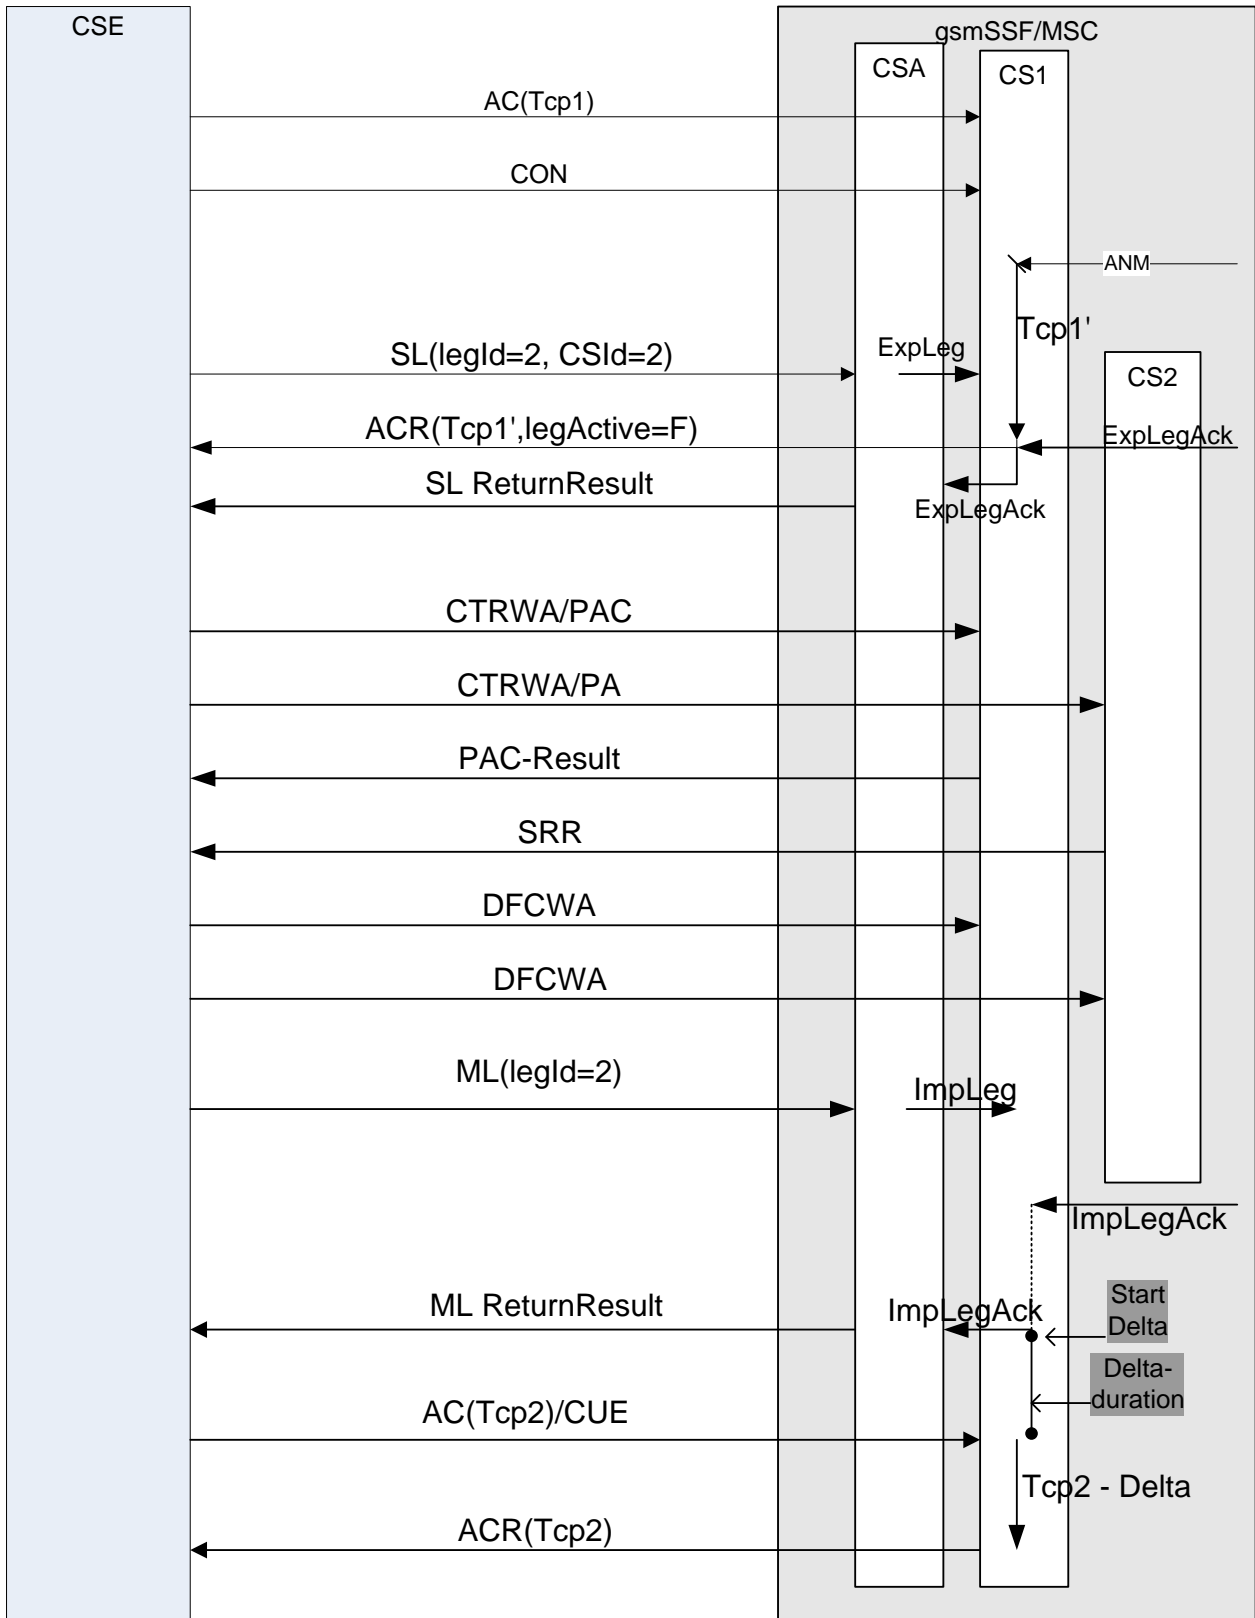 CSE
gsmSSF/MSC
CSA
CS1
AC(Tcp1)
CON
ANM
Tcp1'
SL(legId=2, CSId=2)
ExpLeg
CS2
ACR(Tcp1',legActive=F)
ExpLegAck
SL ReturnResult
ExpLegAck
CTRWA/PAC
CTRWA/PA
PAC-Result
SRR
DFCWA
DFCWA
ML(legId=2)
ImpLeg
ImpLegAck
ML ReturnResult
ImpLegAck
Start
Delta
Delta-
duration
AC(Tcp2)/CUE
Tcp2 - Delta
ACR(Tcp2)